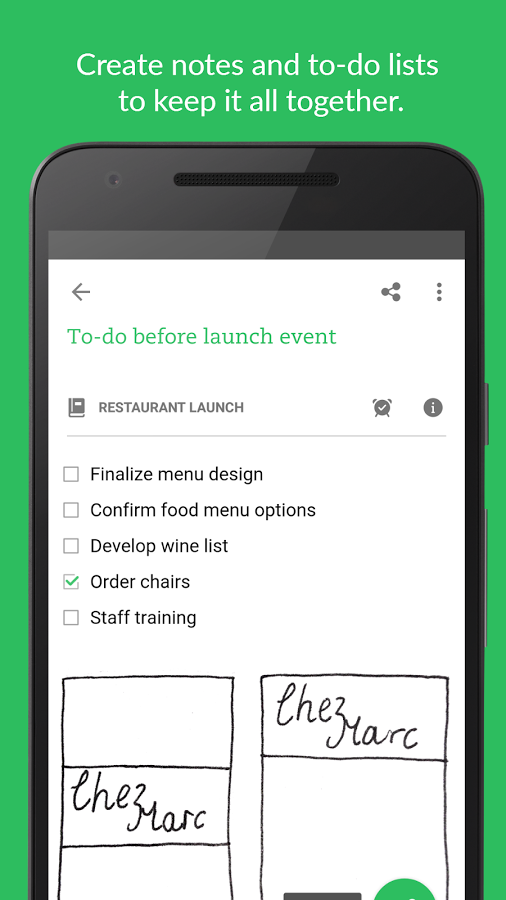 Create notes and to-do lists
to keep it all together.
To-do before launch event
RESTAURANT LAUNCH
Finalize menu design
Confirm food menu options
Develop wine list
Order chairs
Staff training
Chez
Marc
Chez
Marc